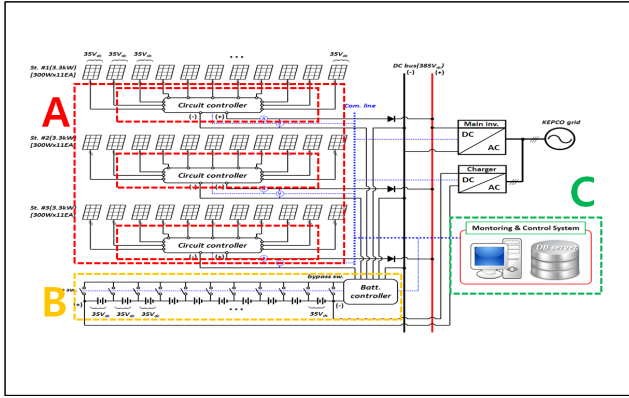 35Vdc 35Vdc 35Vdc ... 35Vdc
DC bus(385Vdc)
(-) (+)
St. #1(3.3kW)
[300Wx11EA]
A
Circuit controller
(-) (+)
Com. line
St. #2(3.3kW)
[300Wx11EA]
Circuit controller
(-) (+)
St. #3(3.3kW)
[300Wx11EA]
Circuit controller
(-) (+)
Main inv.
DC
AC
KEPCO grid
Charger
DC
AC
C
Montoring & Control System
DB server
B
bypass sw.
sw.
Batt.
controller
(+)
(-)
35Vdc 35Vdc 35Vdc ... 35Vdc